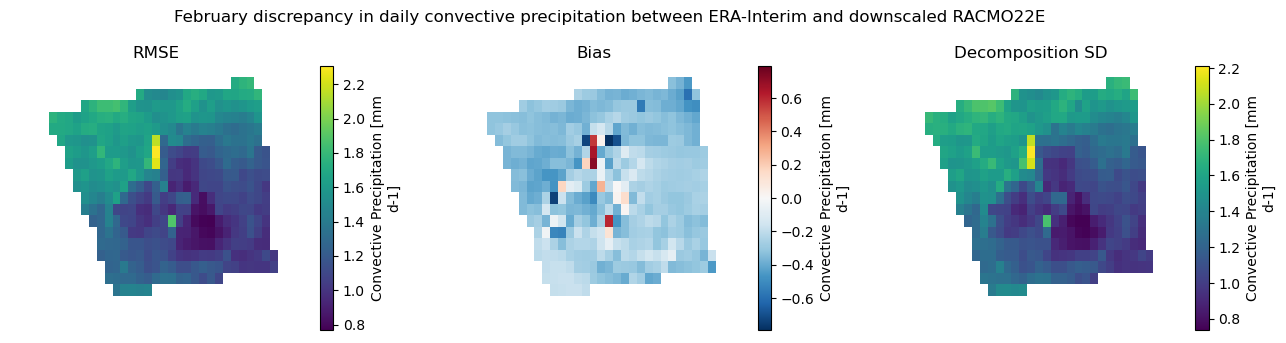 February discrepancy in daily convective precipitation between ERA-Interim and downscaled RACMO22E
RMSE
2.2
2.0
1.8
1.6
1.4
1.2
1.0
0.8
Convective Precipitation [mm
d-1]
Bias
0.6
0.4
0.2
0.0
−0.2
−0.4
−0.6
Convective Precipitation [mm
d-1]
Decomposition SD
2.2
2.0
1.8
1.6
1.4
1.2
1.0
0.8
Convective Precipitation [mm
d-1]